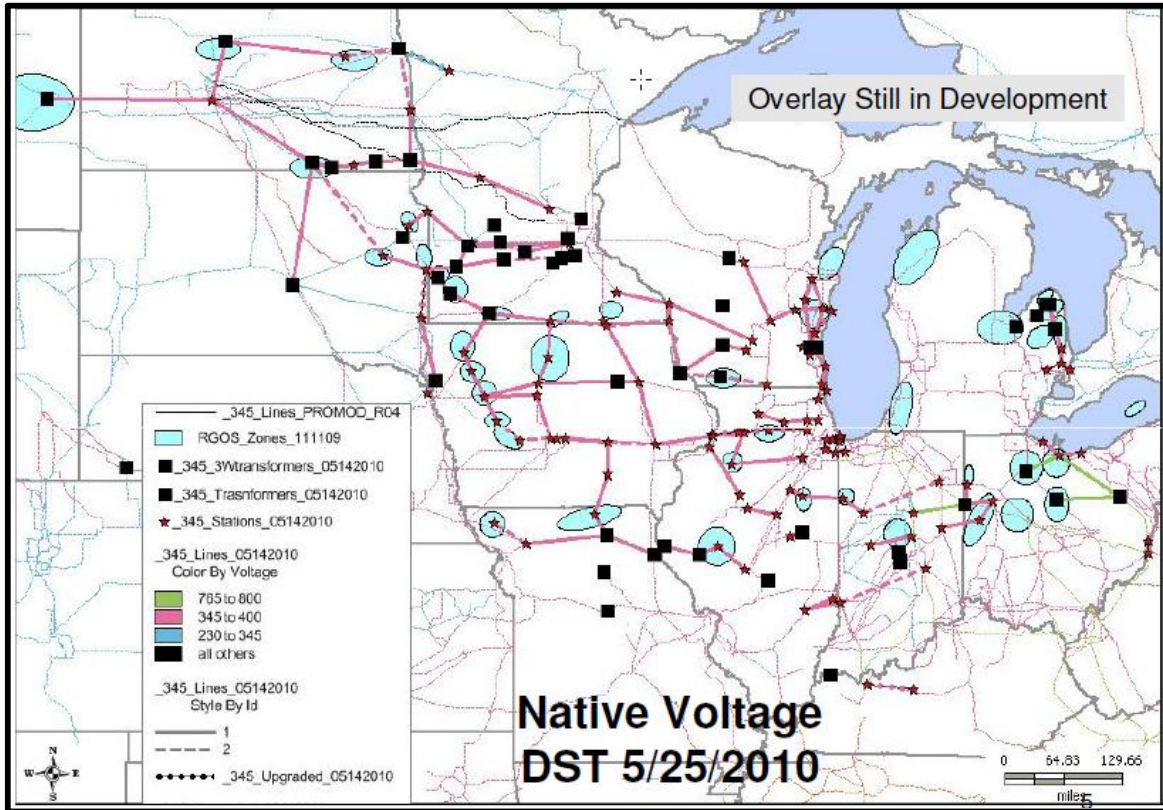 Overlay Still in Development
_345_Lines_PROMOD_R04
RGOS_Zones_111109
_345_3Wtransformers_05142010
_345_Trasnformers_05142010
_345_Stations_05142010
_345_Lines_05142010
Color By Voltage
765 to 800
345 to 400
230 to 345
all others
_345_Lines_05142010
Style By Id
1
2
_345_Upgraded_05142010
N
W E
S
Native Voltage
DST 5/25/2010
0 64.83 129.66
miles
5